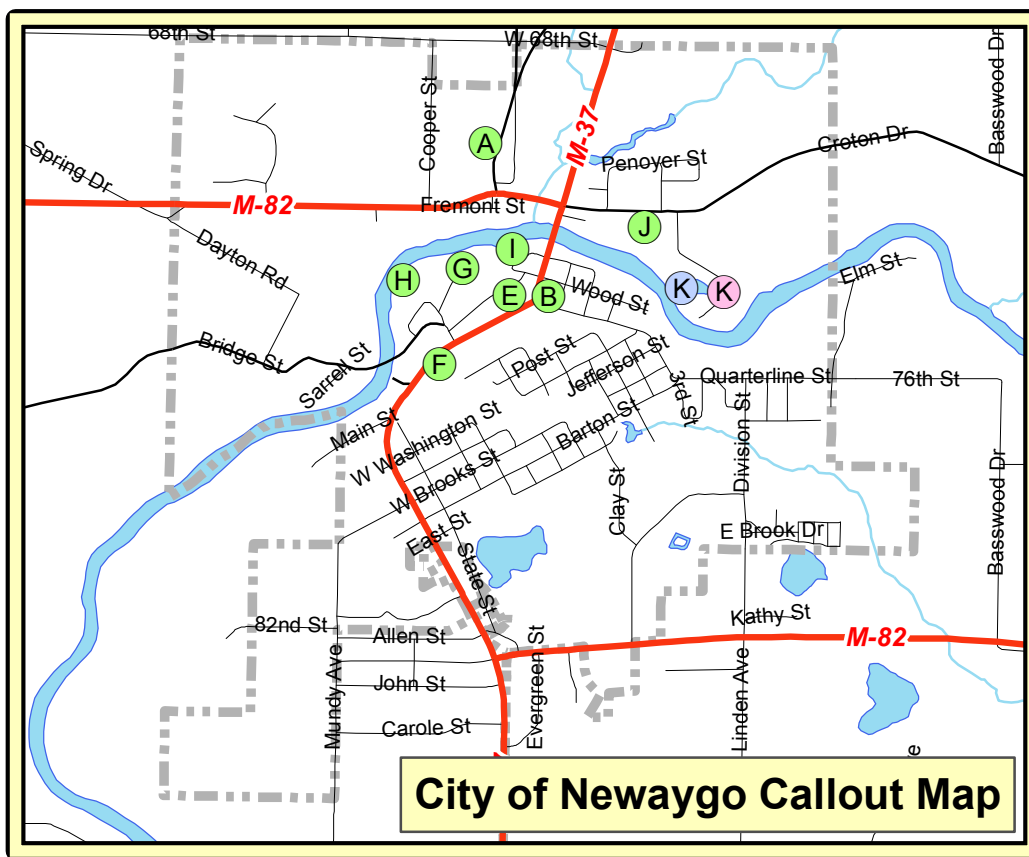 68th St
W 68th St
Basswood Dr
Cooper St
M-37
A
Croton Dr
Penoyer St
Spring Dr
M-82
Fremont St
J
Dayton Rd
I
G
H
Elm St
K
K
E
B
Wood St
Bridge St
Sarrell St
F
Post St
Jefferson St
3rd St
Quarterline St
76th St
Main St
W Washington St
Barton St
Division St
W Brooks St
Clay St
Basswood Dr
East St
E Brook Dr
State St
Kathy St
82nd St
Allen St
M-82
Evergreen St
Mundy Ave
John St
Linden Ave
Carole St
City of Newaygo Callout Map